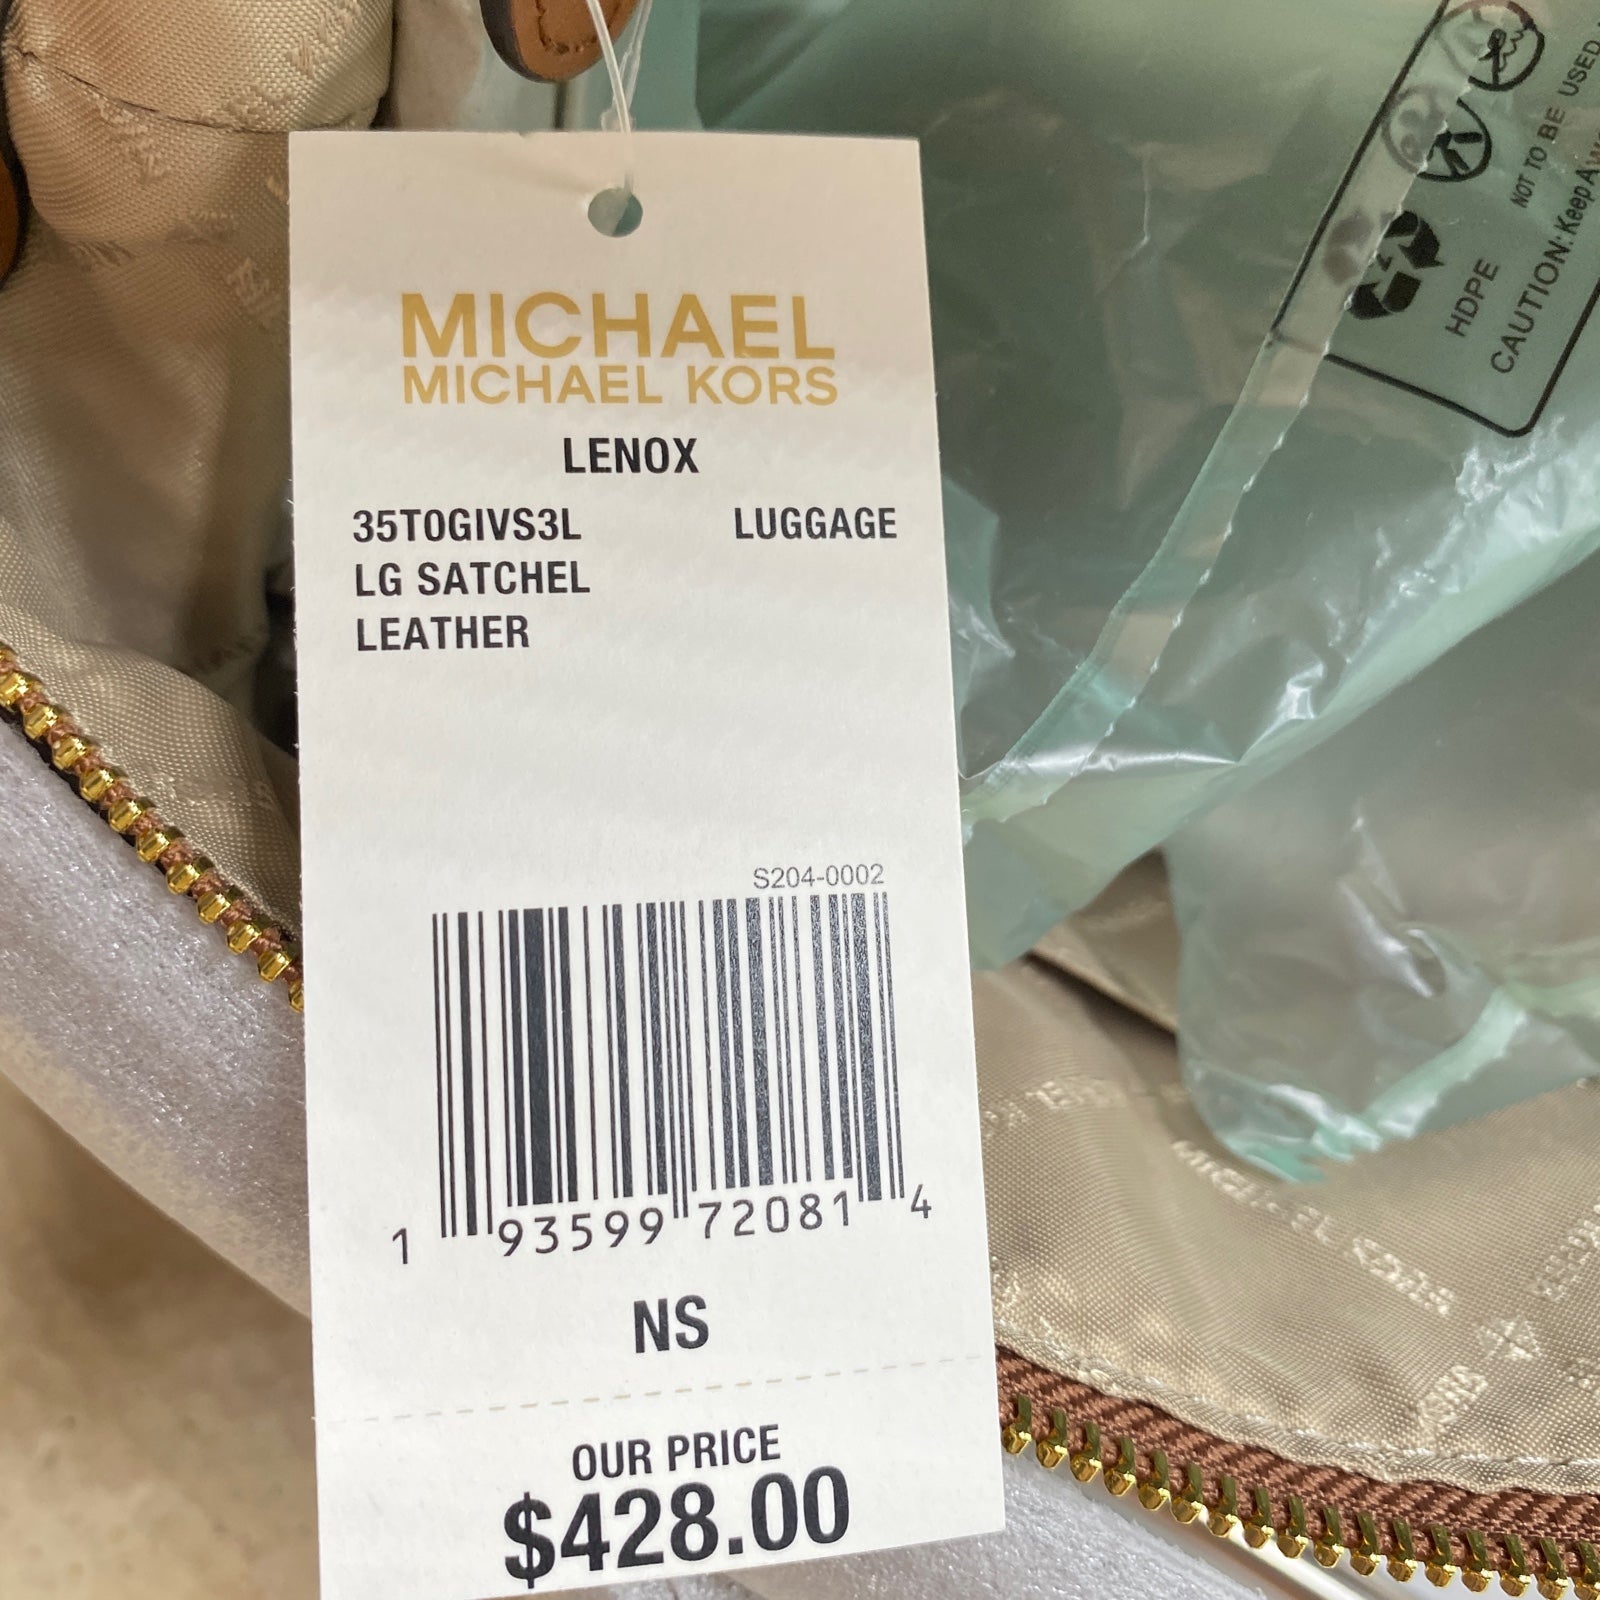 MICHAEL
MICHAEL KORS
LENOX
35T0GIVS3L LUGGAGE
LG SATCHEL
LEATHER
S204-0002
1 93599 72081 4
NS
OUR PRICE
$428.00
NOT TO BE USED
HDPE
CAUTION:Keep
KORS